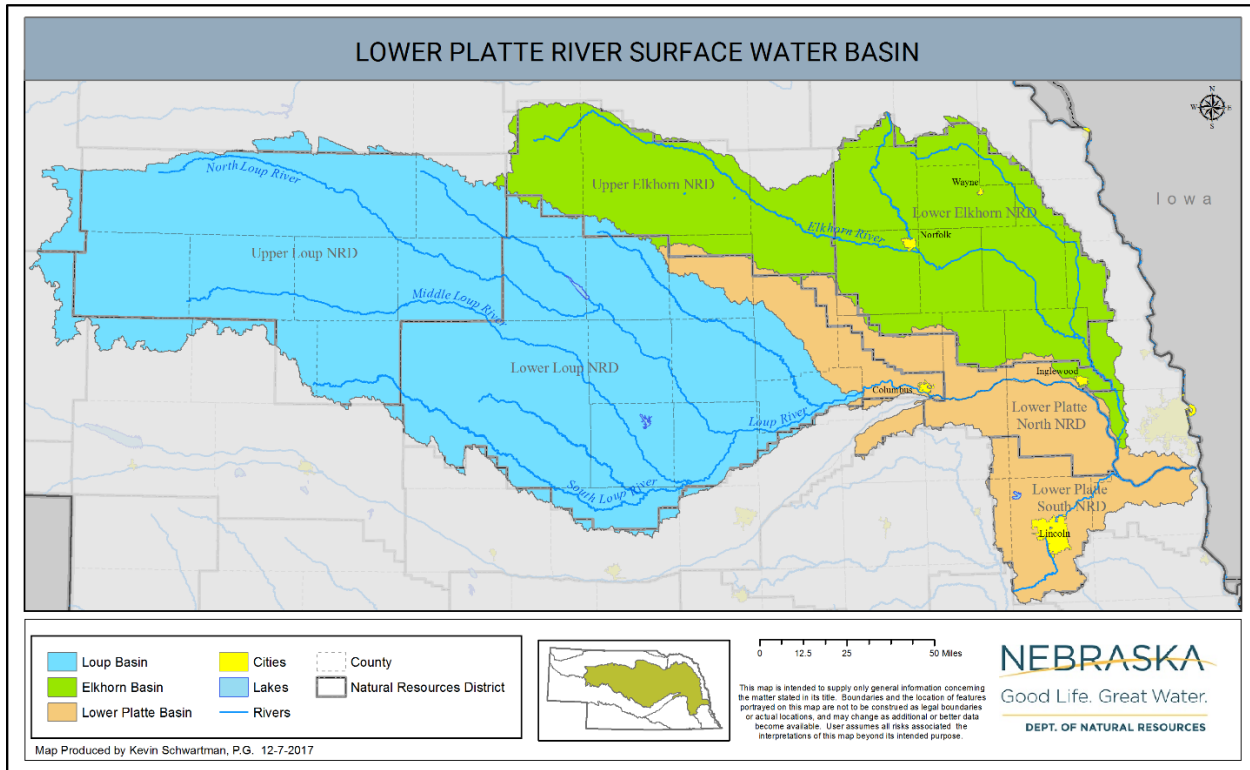 LOWER PLATTE RIVER SURFACE WATER BASIN
N
W E
S
Iowa
North Loup River
Upper Elkhorn NRD
Wayne
Lower Elkhorn NRD
Norfolk
Elkhorn River
Upper Loup NRD
Middle Loup River
Lower Loup NRD
Inglewood
Columbus
Loup River
Lower Platte
North NRD
South Loup River
Lower Platte
South NRD
Lincoln
Loup Basin
Elkhorn Basin
Lower Platte Basin
Cities
Lakes
Rivers
County
Natural Resources District
0 12.5 25 50 Miles
This map is intended to supply only general information concerning
the matter stated in its title. Boundaries and the location of features
portrayed on this map are not to be construed as legal boundaries
or actual locations, and may change as additional or better data
become available. User assumes all risks associated the
interpretations of this map beyond its intended purpose.
NEBRASKA
Good Life. Great Water.
DEPT. OF NATURAL RESOURCES
Map Produced by Kevin Schwartman, P.G. 12-7-2017